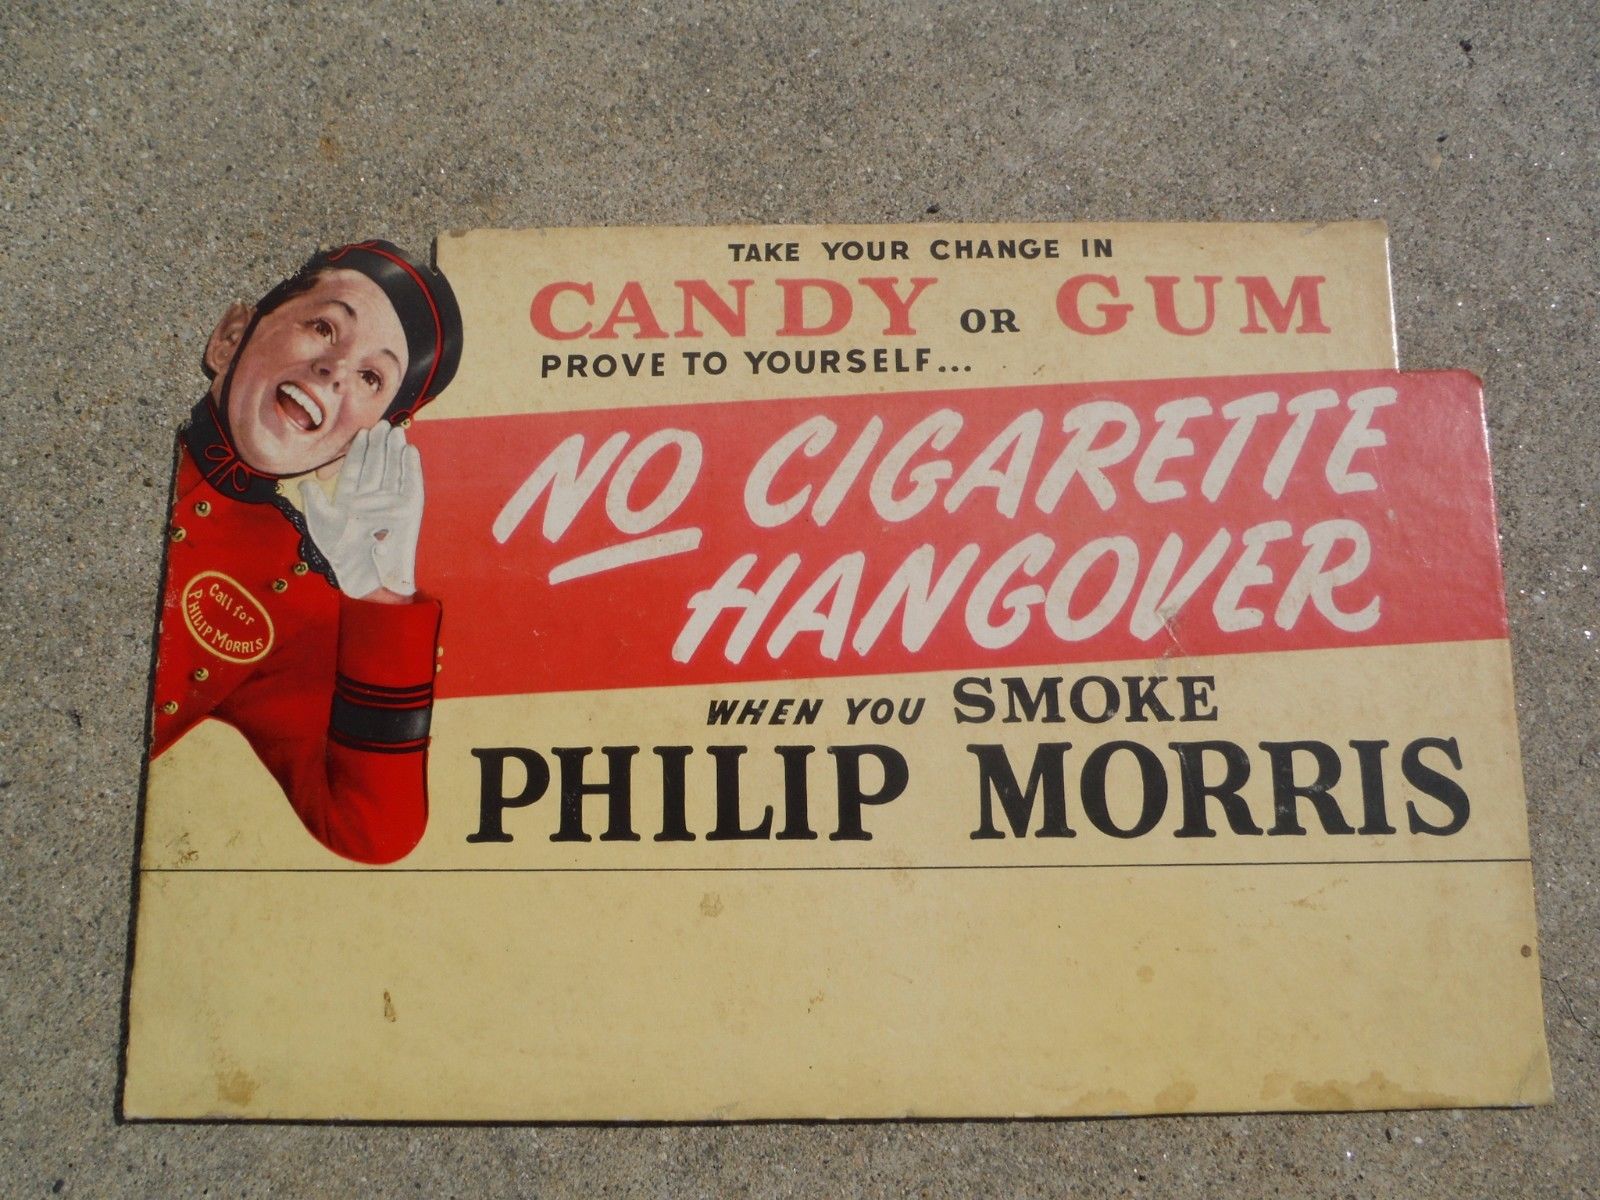 TAKE YOUR CHANGE IN
CANDY OR GUM
PROVE TO YOURSELF...
NO CIGARETTE
HANGOVER
WHEN YOU SMOKE
PHILIP MORRIS
Call for
PHILIP MORRIS